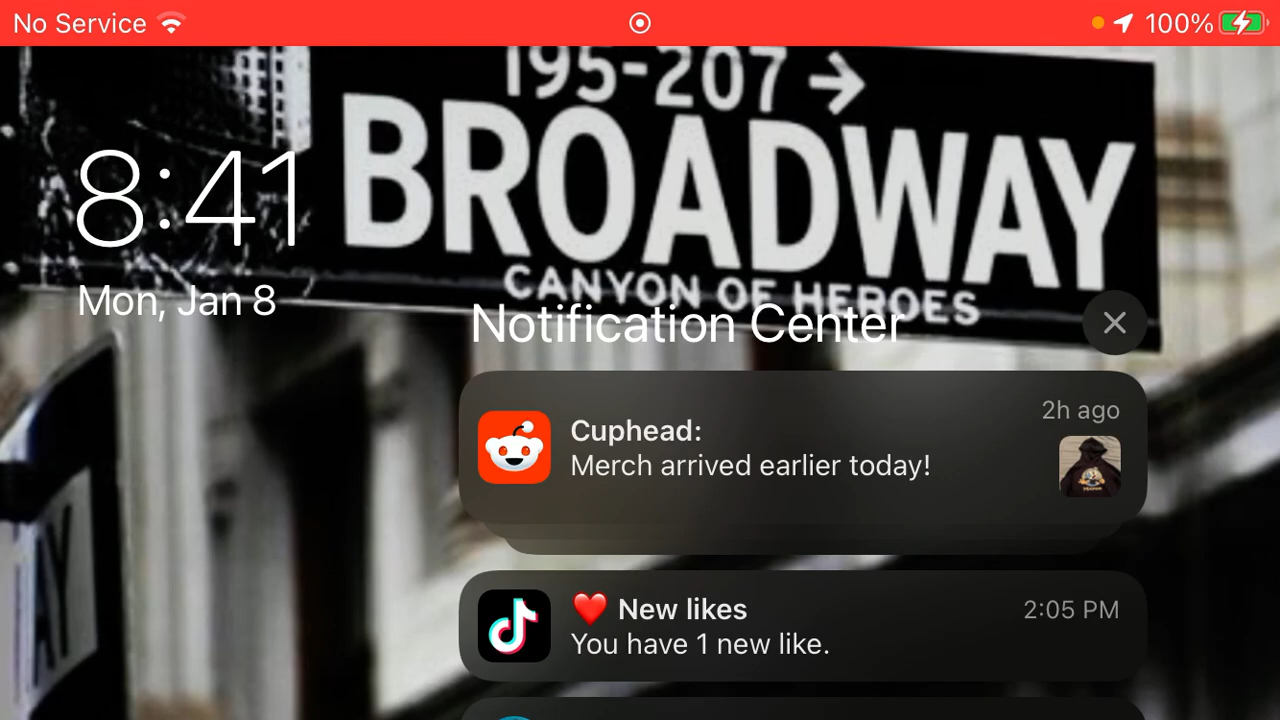 No Service
100%
195-207 →
BROADWAY
CANYON OF HEROES
8:41
Mon, Jan 8
Notification Center
2h ago
Cuphead:
Merch arrived earlier today!
❤️ New likes
2:05 PM
You have 1 new like.
AY